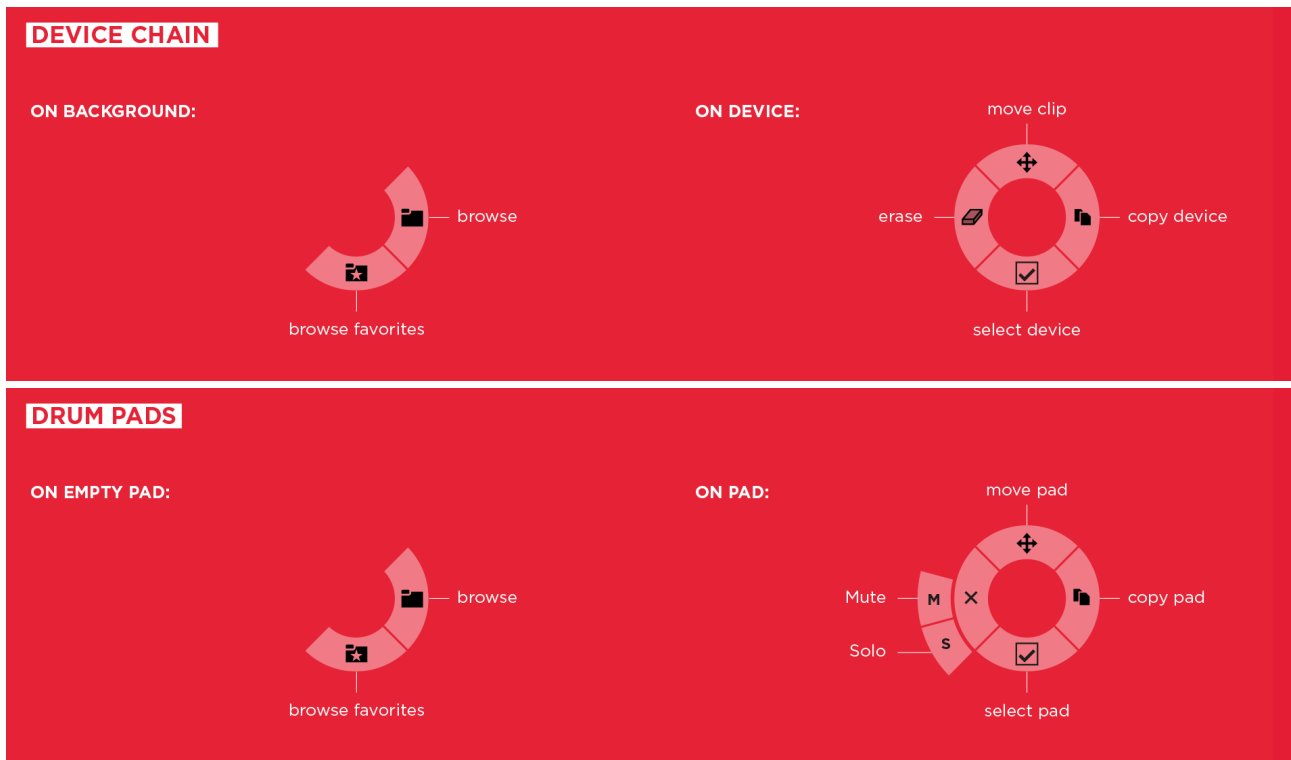 DEVICE CHAIN
ON BACKGROUND:
browse
browse favorites
ON DEVICE:
move clip
erase
copy device
select device
DRUM PADS
ON EMPTY PAD:
browse
browse favorites
ON PAD:
move pad
Mute
M
copy pad
Solo
S
select pad